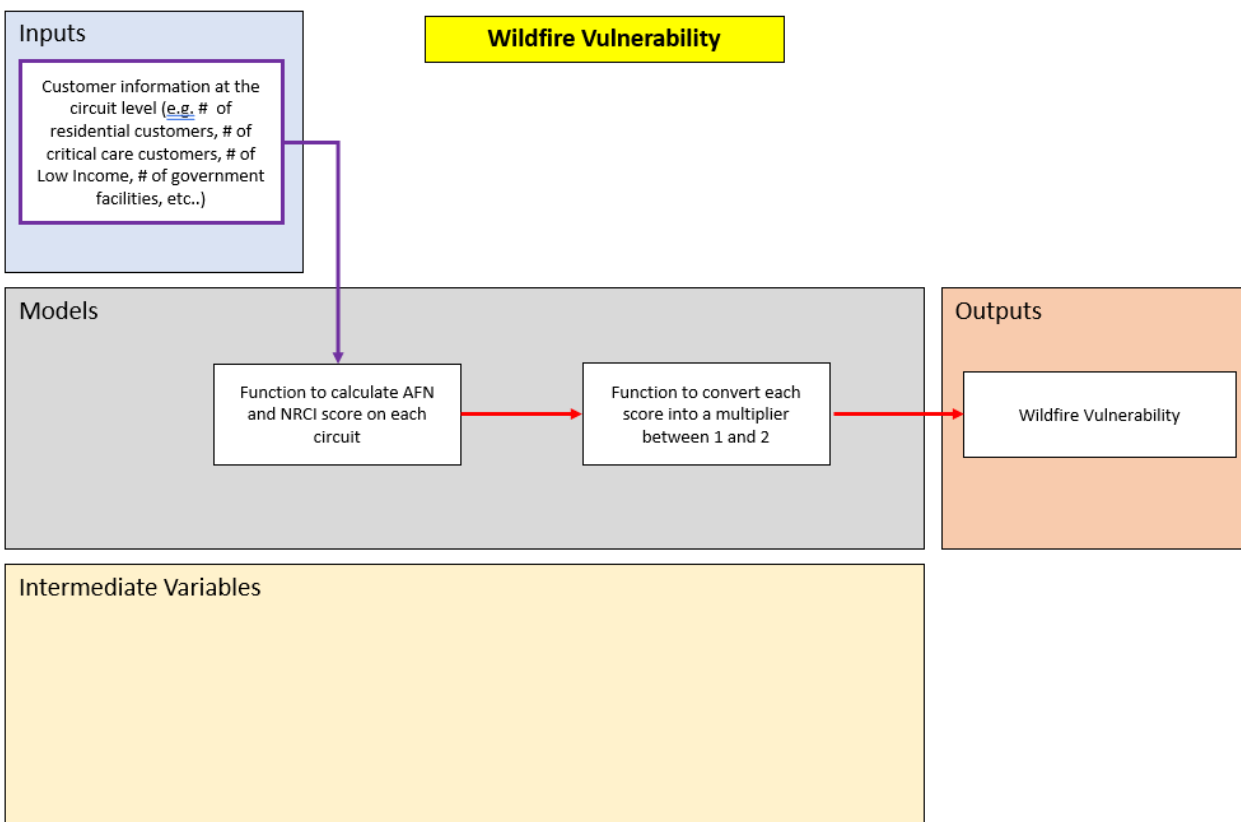 Inputs
Wildfire Vulnerability
Customer information at the
circuit level (e.g. # of
residential customers, # of
critical care customers, # of
Low Income, # of government
facilities, etc..)
Models
Outputs
Function to calculate AFN
and NRCI score on each
circuit
Function to convert each
score into a multiplier
between 1 and 2
Wildfire Vulnerability
Intermediate Variables